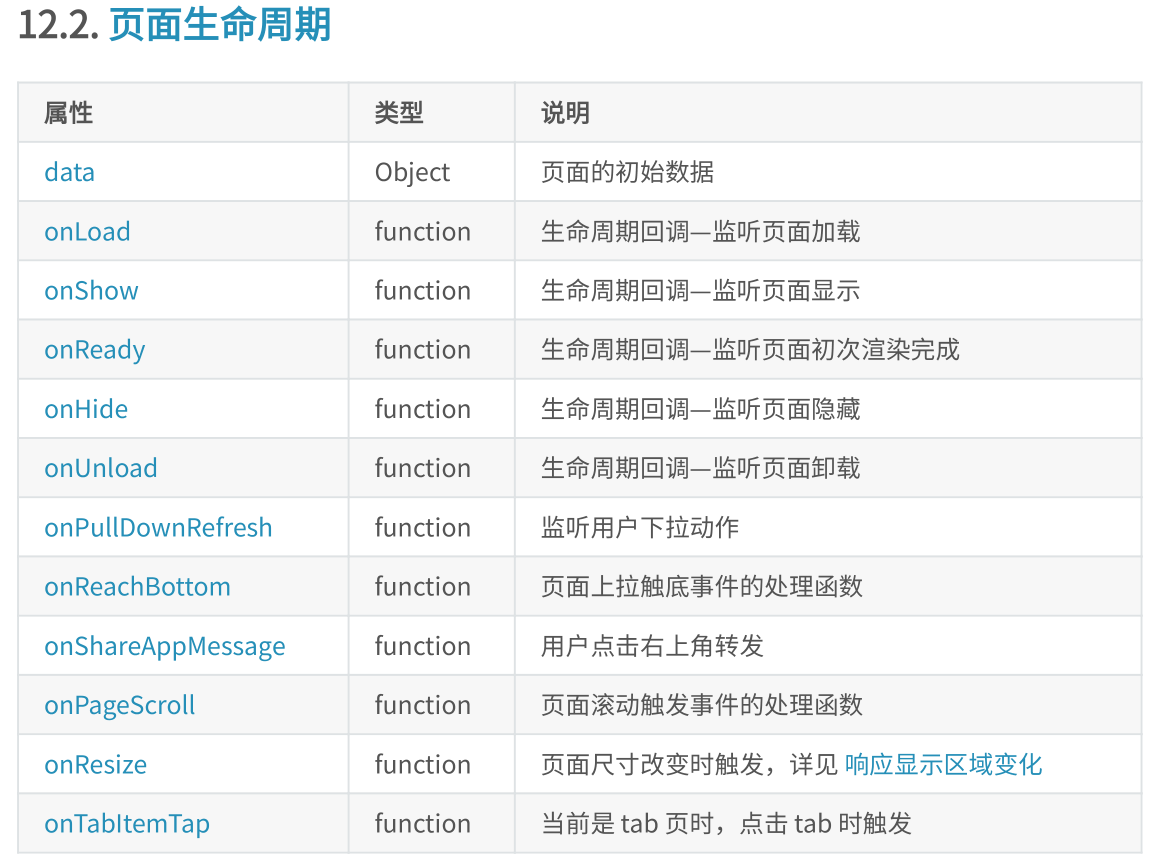 12.2. 页面生命周期
属性 类型 说明
data Object 页面的初始数据
onLoad function 生命周期回调—监听页面加载
onShow function 生命周期回调—监听页面显示
onReady function 生命周期回调—监听页面初次渲染完成
onHide function 生命周期回调—监听页面隐藏
onUnload function 生命周期回调—监听页面卸载
onPullDownRefresh function 监听用户下拉动作
onReachBottom function 页面上拉触底事件的处理函数
onShareAppMessage function 用户点击右上角转发
onPageScroll function 页面滚动触发事件的处理函数
onResize function 页面尺寸改变时触发，详见 响应显示区域变化
onTabItemTap function 当前是 tab 页时，点击 tab 时触发